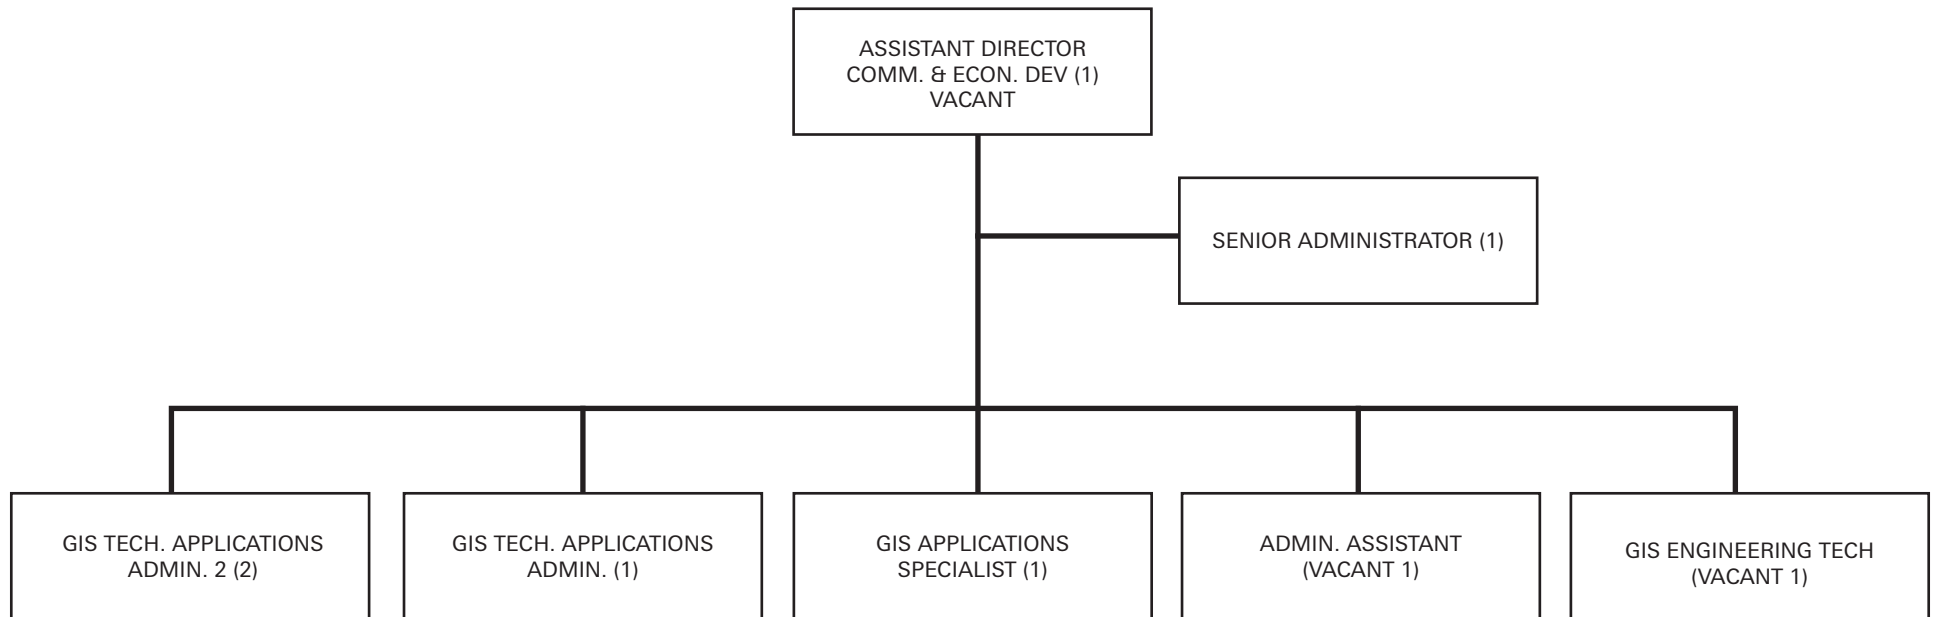 ASSISTANT DIRECTOR
COMM. & ECON. DEV (1)
VACANT
SENIOR ADMINISTRATOR (1)
GIS TECH. APPLICATIONS
ADMIN. 2 (2)
GIS TECH. APPLICATIONS
ADMIN. (1)
GIS APPLICATIONS
SPECIALIST (1)
ADMIN. ASSISTANT
(VACANT 1)
GIS ENGINEERING TECH
(VACANT 1)